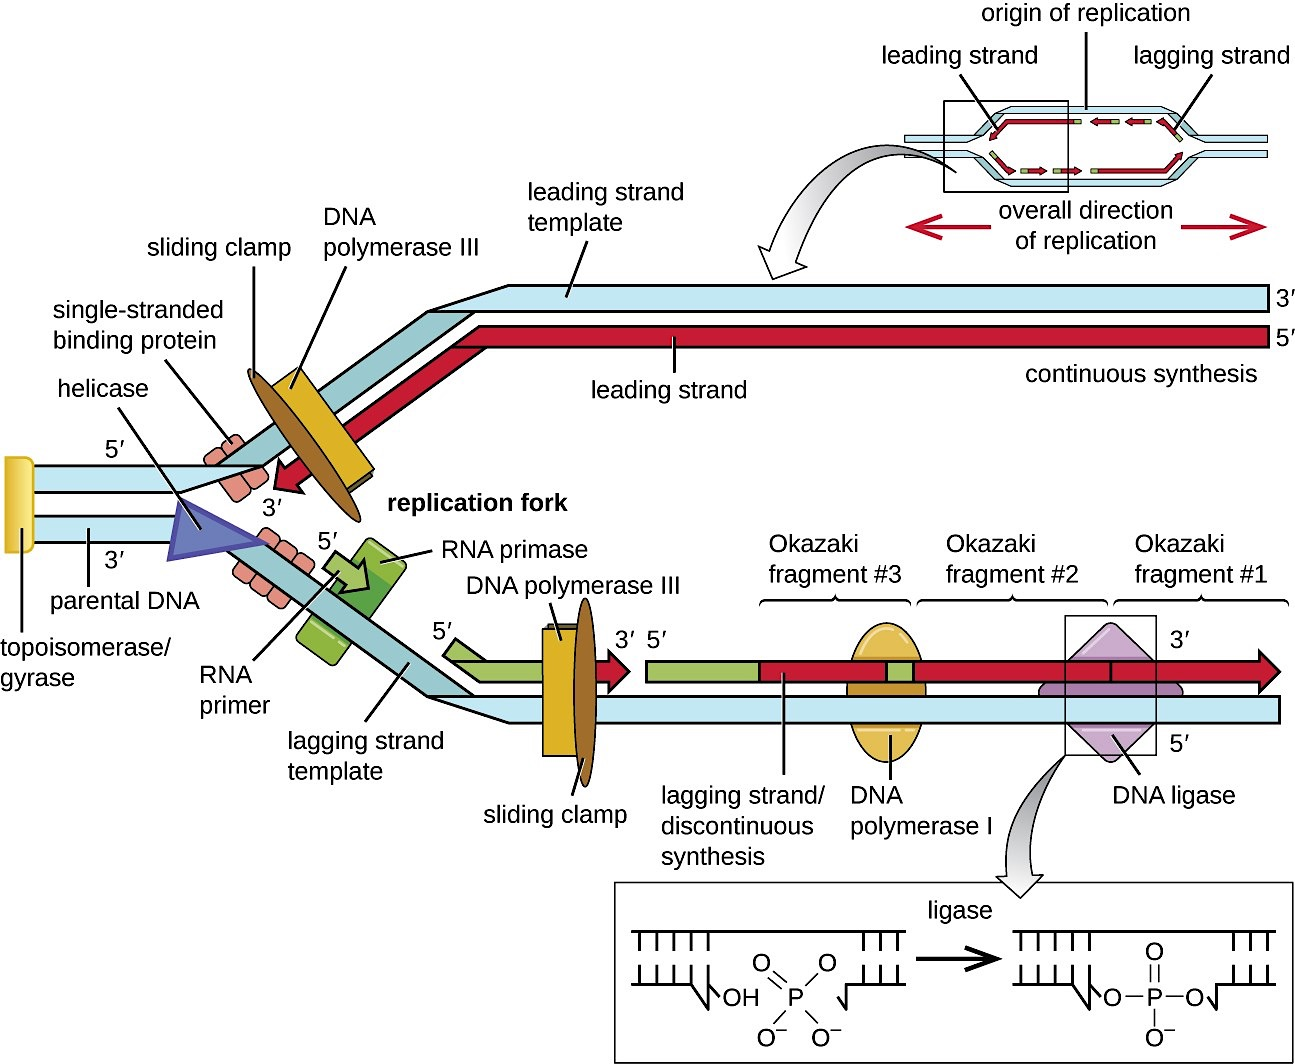 origin of replication
leading strand
lagging strand
overall direction
of replication
leading strand
template
DNA
polymerase III
sliding clamp
single-stranded
binding protein
helicase
3′
5′
leading strand
continuous synthesis
5′
3′
replication fork
3′
parental DNA
topoisomerase/
gyrase
5′
RNA primase
DNA polymerase III
RNA
primer
lagging strand
template
5′
3′
5′
sliding clamp
Okazaki
fragment #3
Okazaki
fragment #2
Okazaki
fragment #1
3′
5′
lagging strand/
discontinuous
synthesis
DNA
polymerase I
DNA ligase
ligase
O
O
OH
P
O⁻
O⁻
O
O
P
O
O⁻